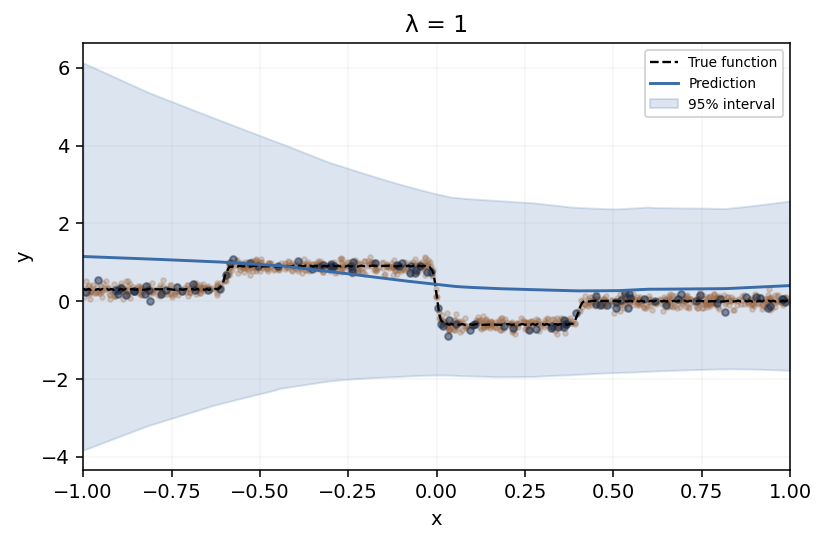 λ = 1
True function
Prediction
95% interval
6
4
2
0
−2
−4
y
−1.00 −0.75 −0.50 −0.25 0.00 0.25 0.50 0.75 1.00
x